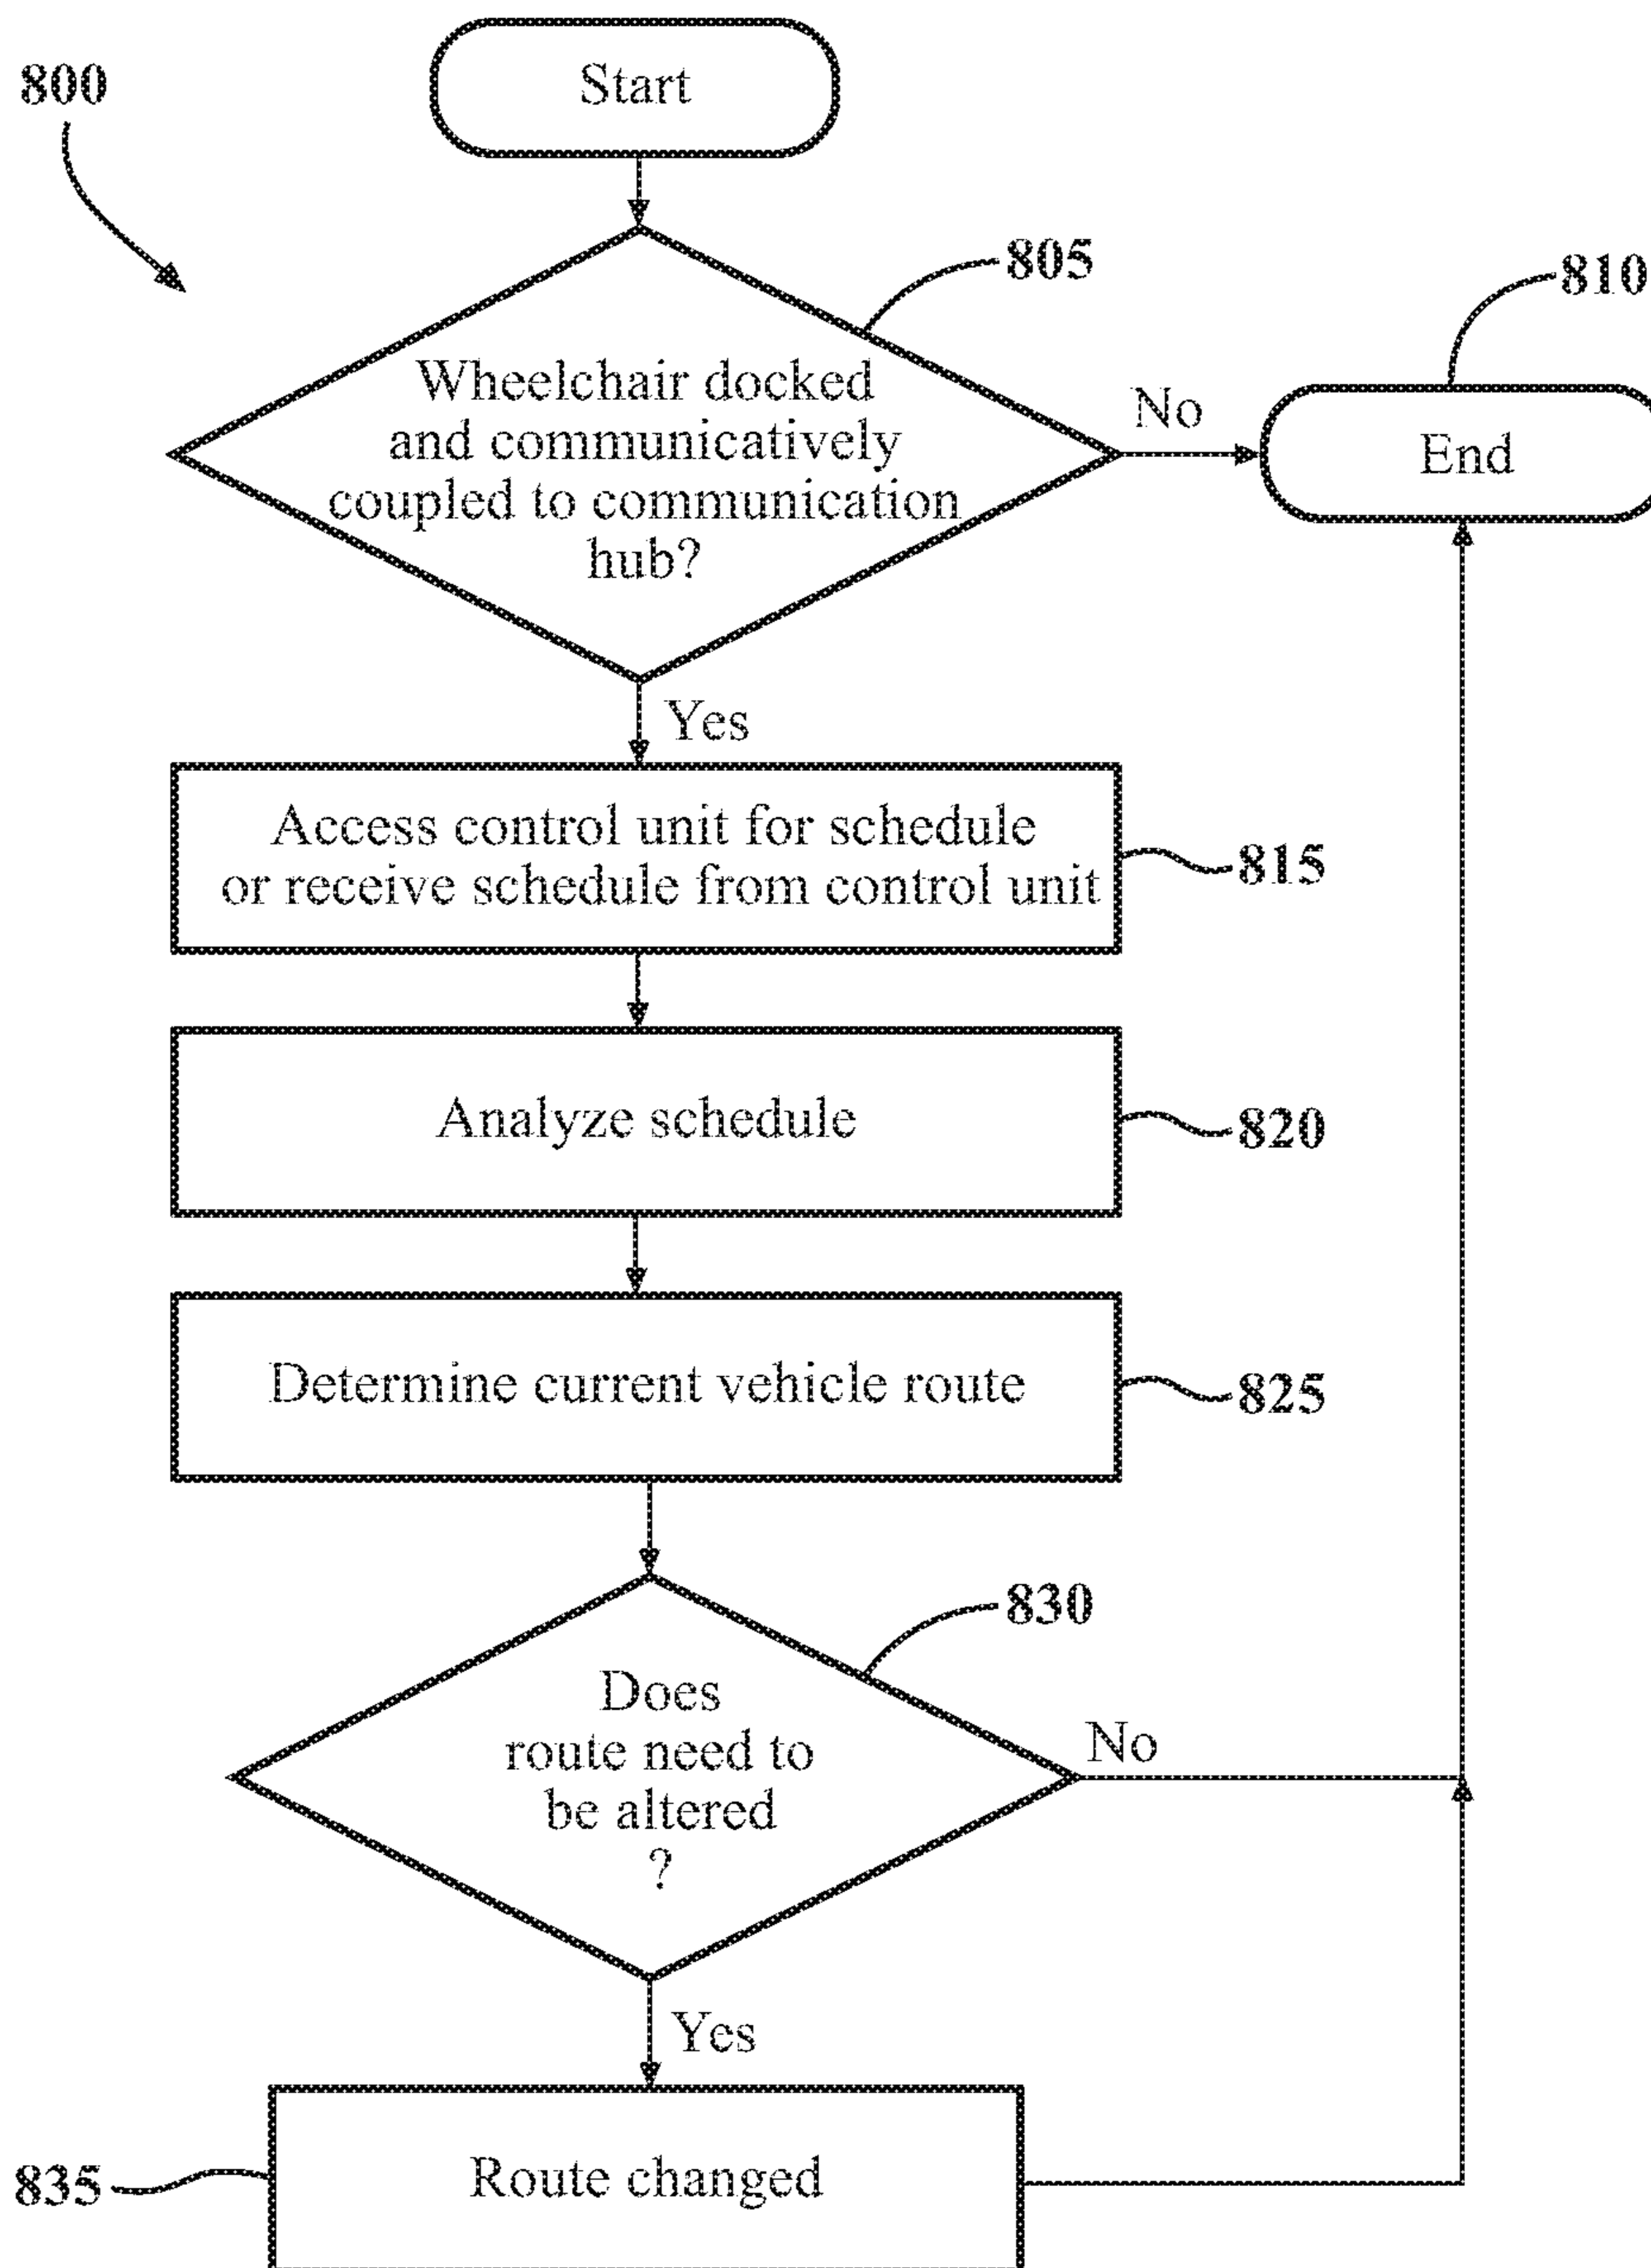 800
Start
805
810
Wheelchair docked
and communicatively
coupled to communication
hub?
No
End
Yes
Access control unit for schedule
or receive schedule from control unit
815
Analyze schedule
820
Determine current vehicle route
825
830
Does
route need to
be altered
?
No
Yes
Route changed
835